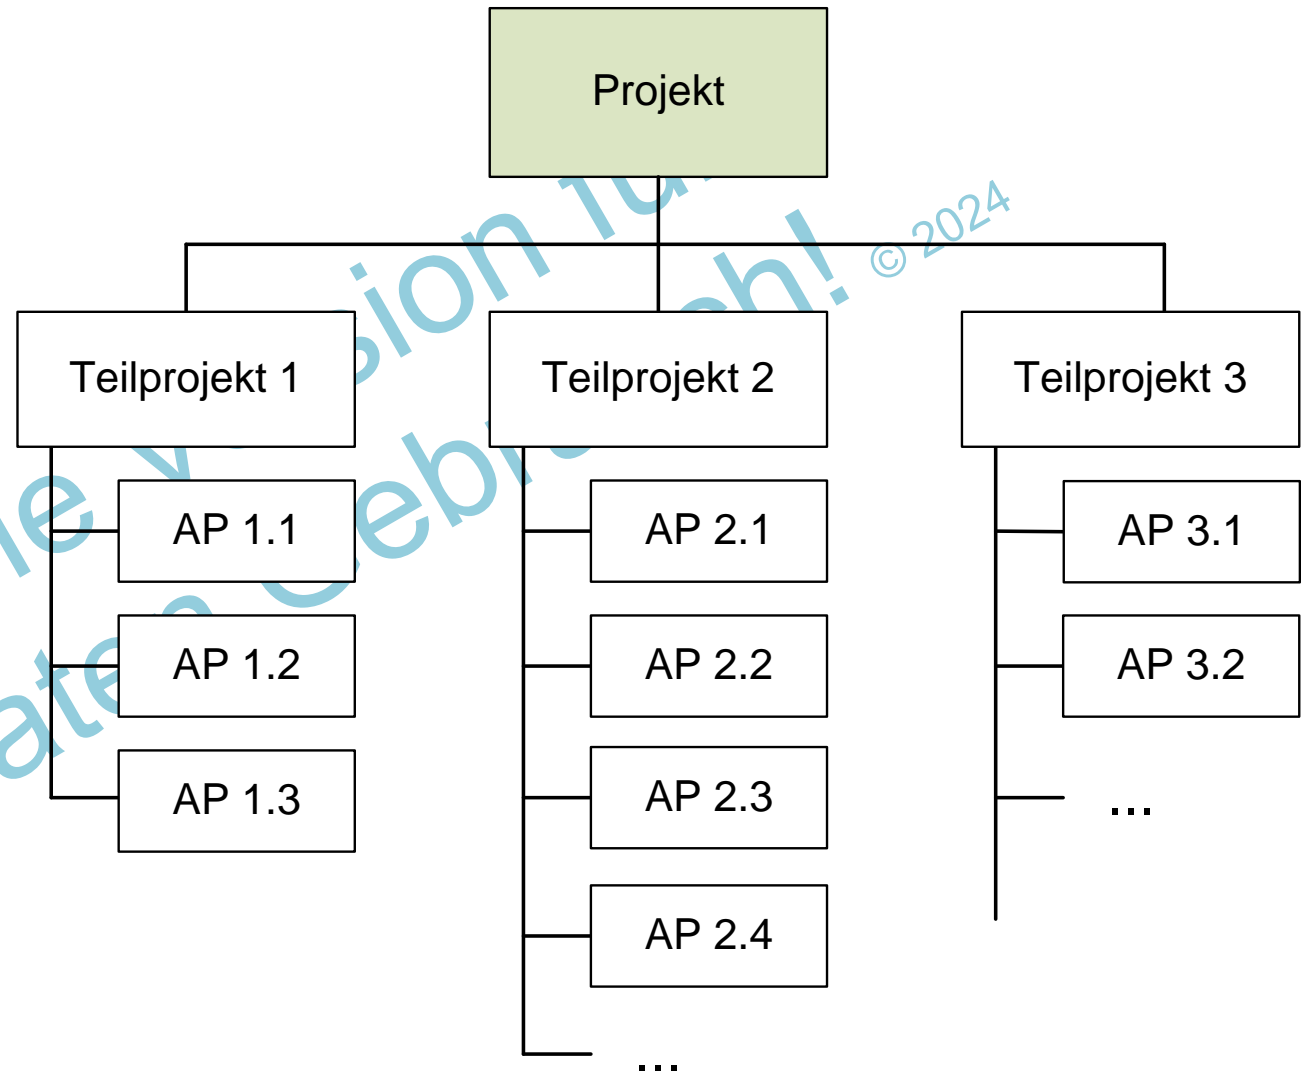 Projekt
© 2024
Teilprojekt 1
Teilprojekt 2
Teilprojekt 3
AP 1.1
AP 2.1
AP 3.1
AP 1.2
AP 2.2
AP 3.2
AP 1.3
AP 2.3
...
AP 2.4
...